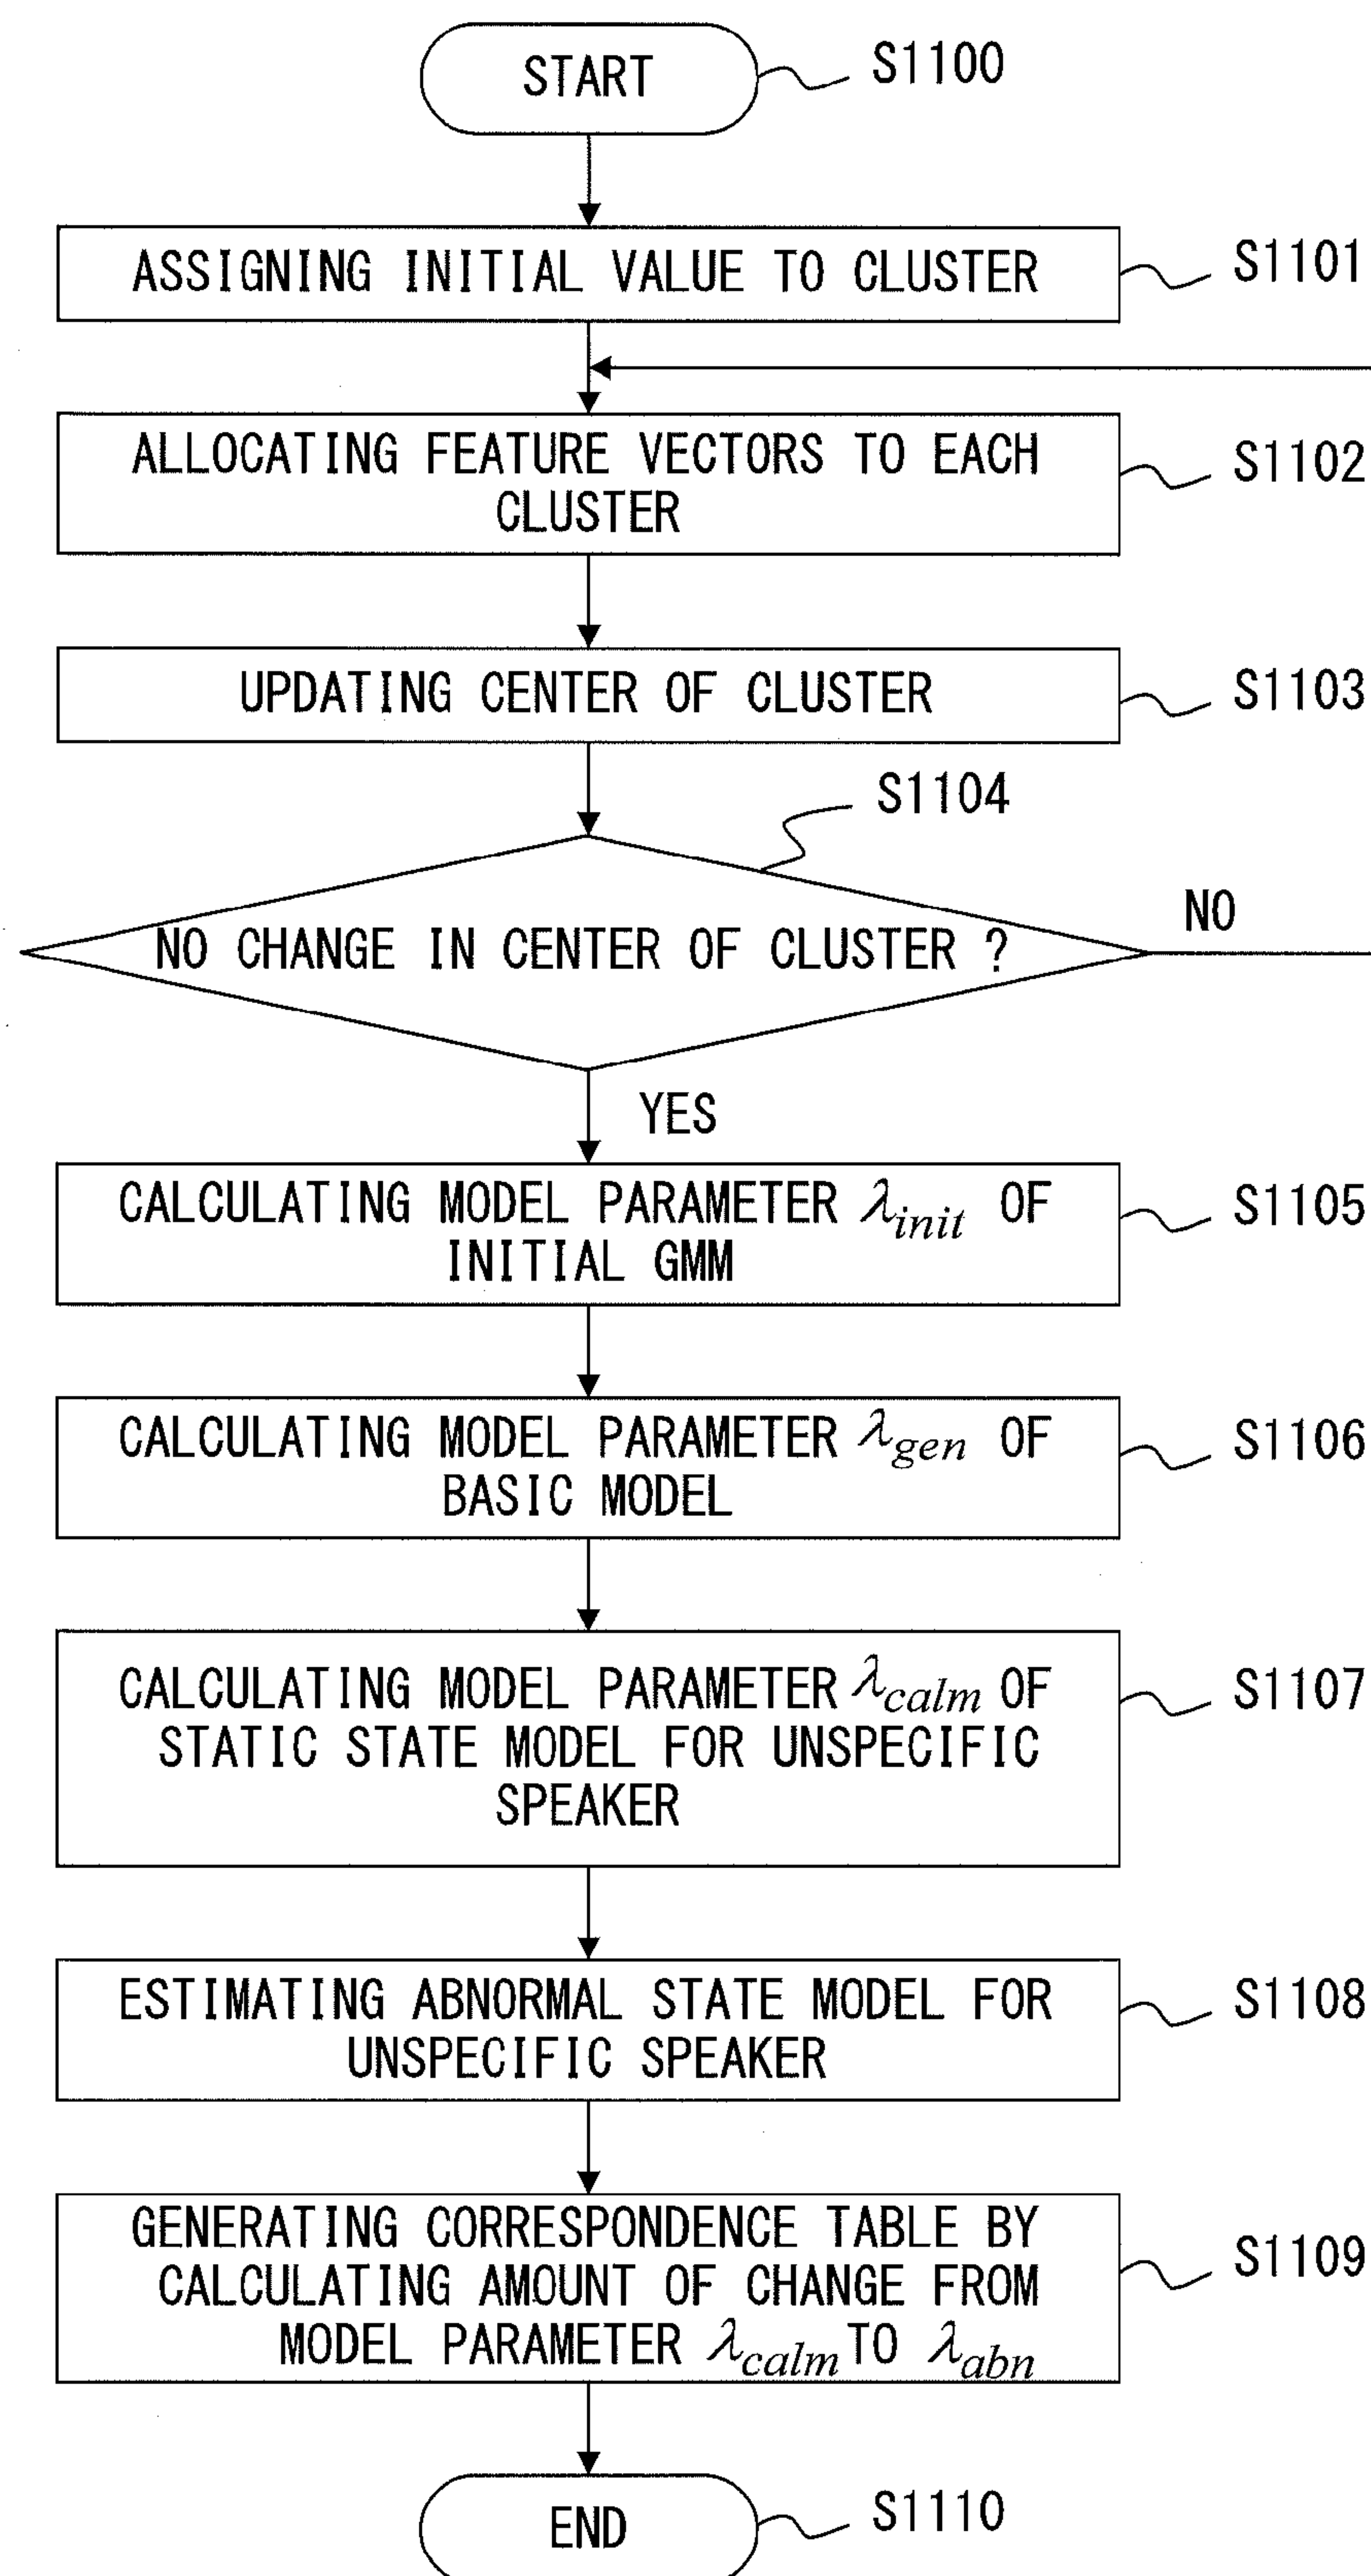 START
S1100
ASSIGNING INITIAL VALUE TO CLUSTER
S1101
ALLOCATING FEATURE VECTORS TO EACH
CLUSTER
S1102
UPDATING CENTER OF CLUSTER
S1103
S1104
NO CHANGE IN CENTER OF CLUSTER ?
NO
YES
CALCULATING MODEL PARAMETER λinit OF
INITIAL GMM
S1105
CALCULATING MODEL PARAMETER λgen OF
BASIC MODEL
S1106
CALCULATING MODEL PARAMETER λcalm OF
STATIC STATE MODEL FOR UNSPECIFIC
SPEAKER
S1107
ESTIMATING ABNORMAL STATE MODEL FOR
UNSPECIFIC SPEAKER
S1108
GENERATING CORRESPONDENCE TABLE BY
CALCULATING AMOUNT OF CHANGE FROM
MODEL PARAMETER λcalm TO λabn
S1109
END
S1110